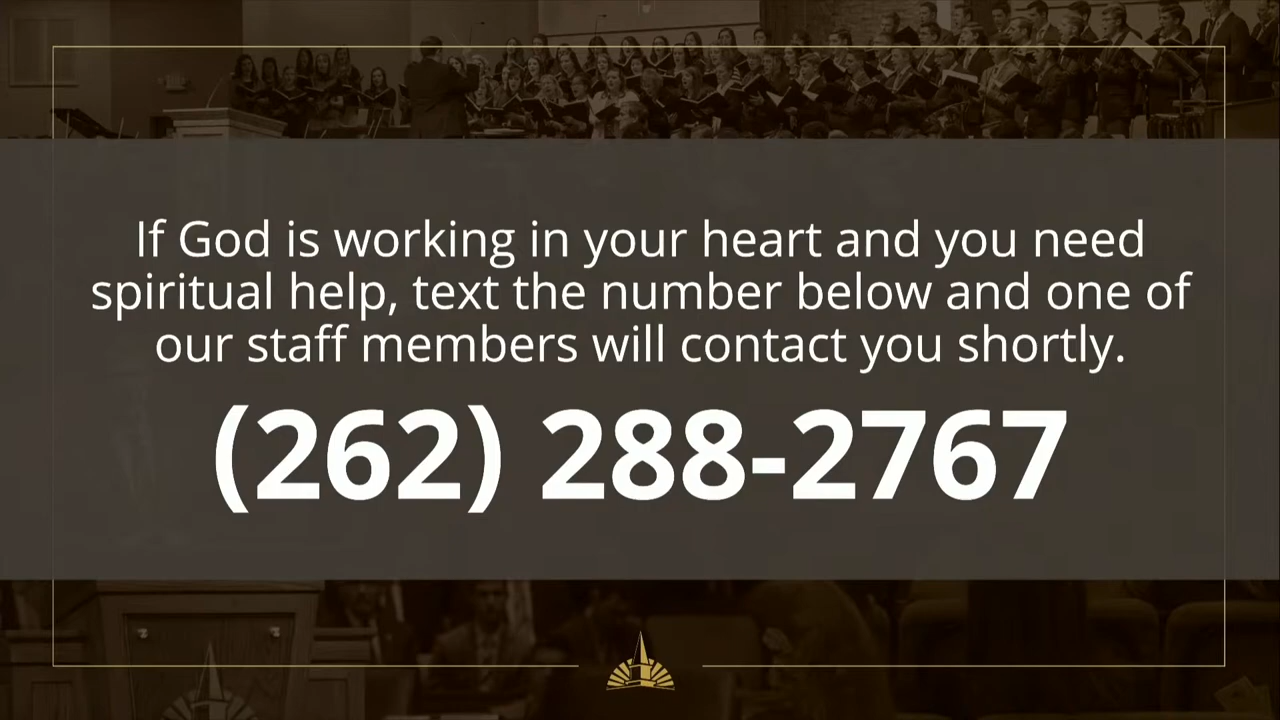 If God is working in your heart and you need
spiritual help, text the number below and one of
our staff members will contact you shortly.
(262) 288-2767